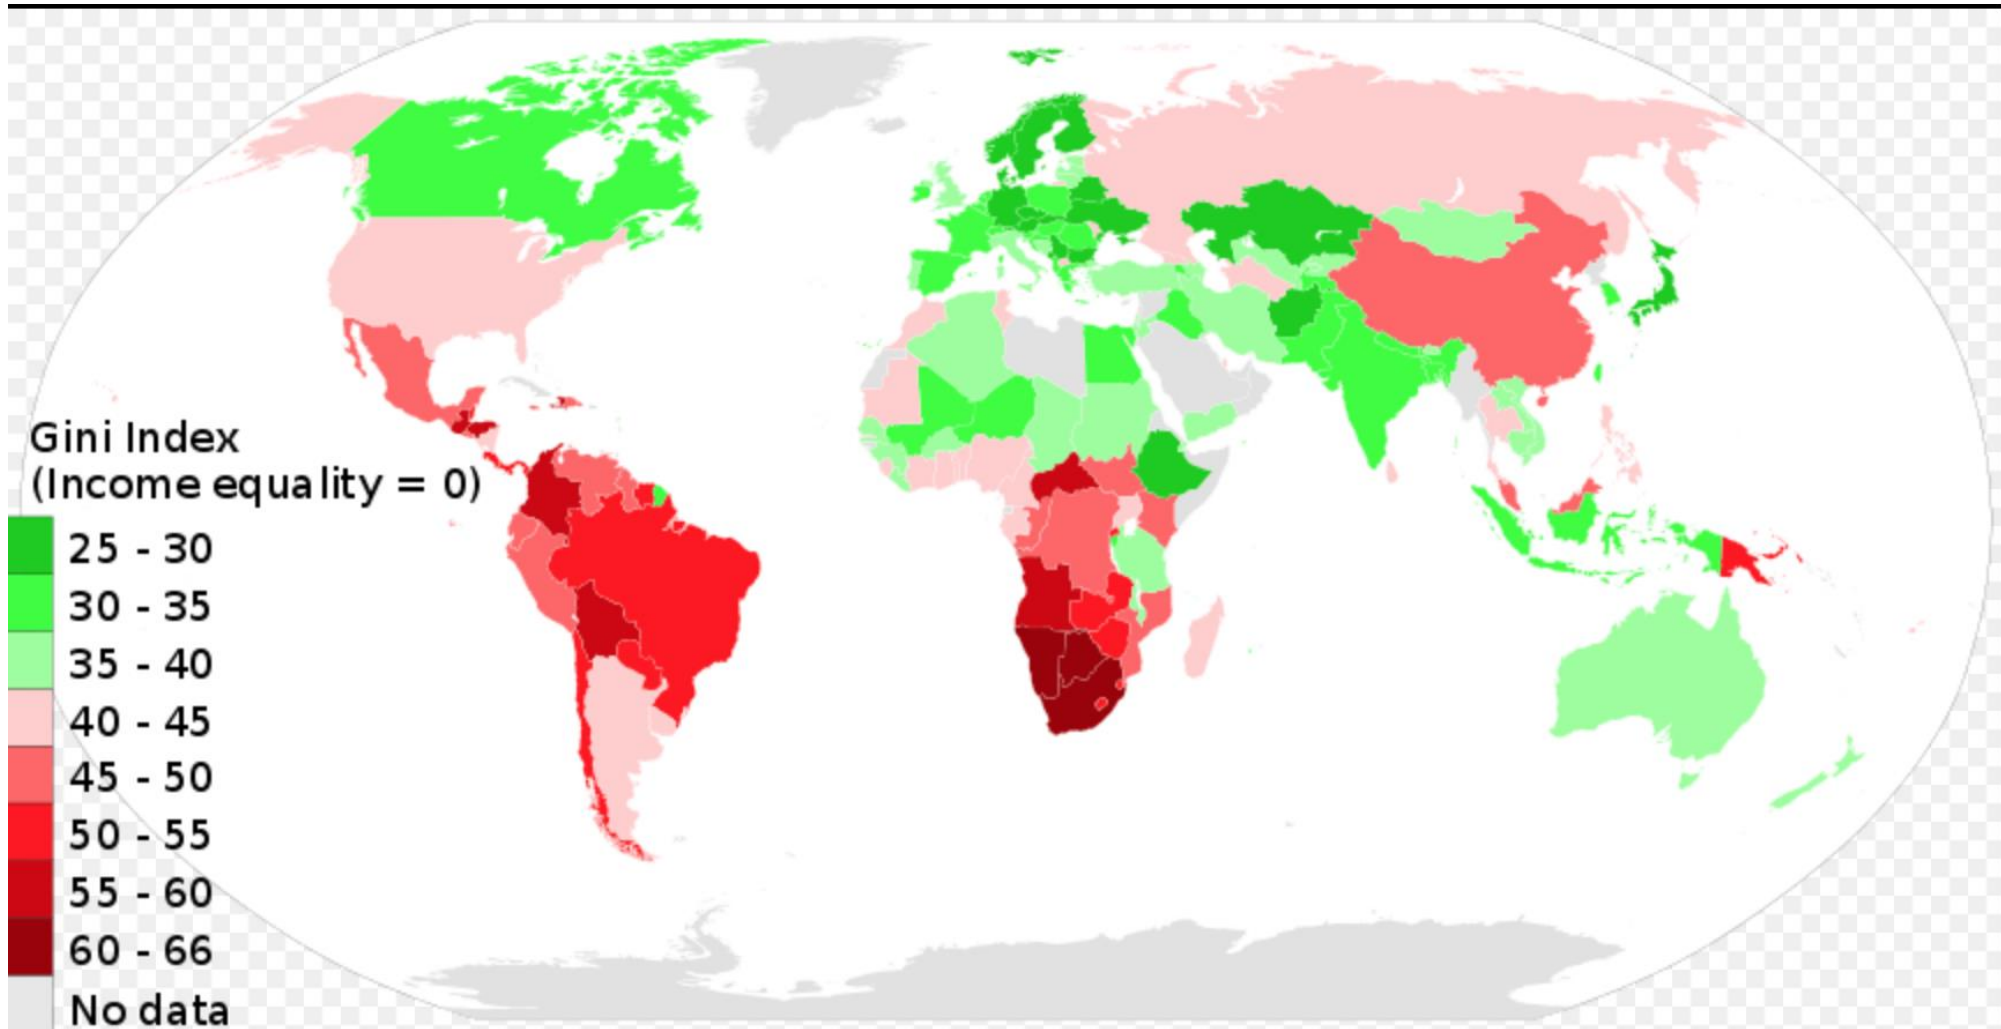 Gini Index
(Income equality = 0)
25 - 30
30 - 35
35 - 40
40 - 45
45 - 50
50 - 55
55 - 60
60 - 66
No data